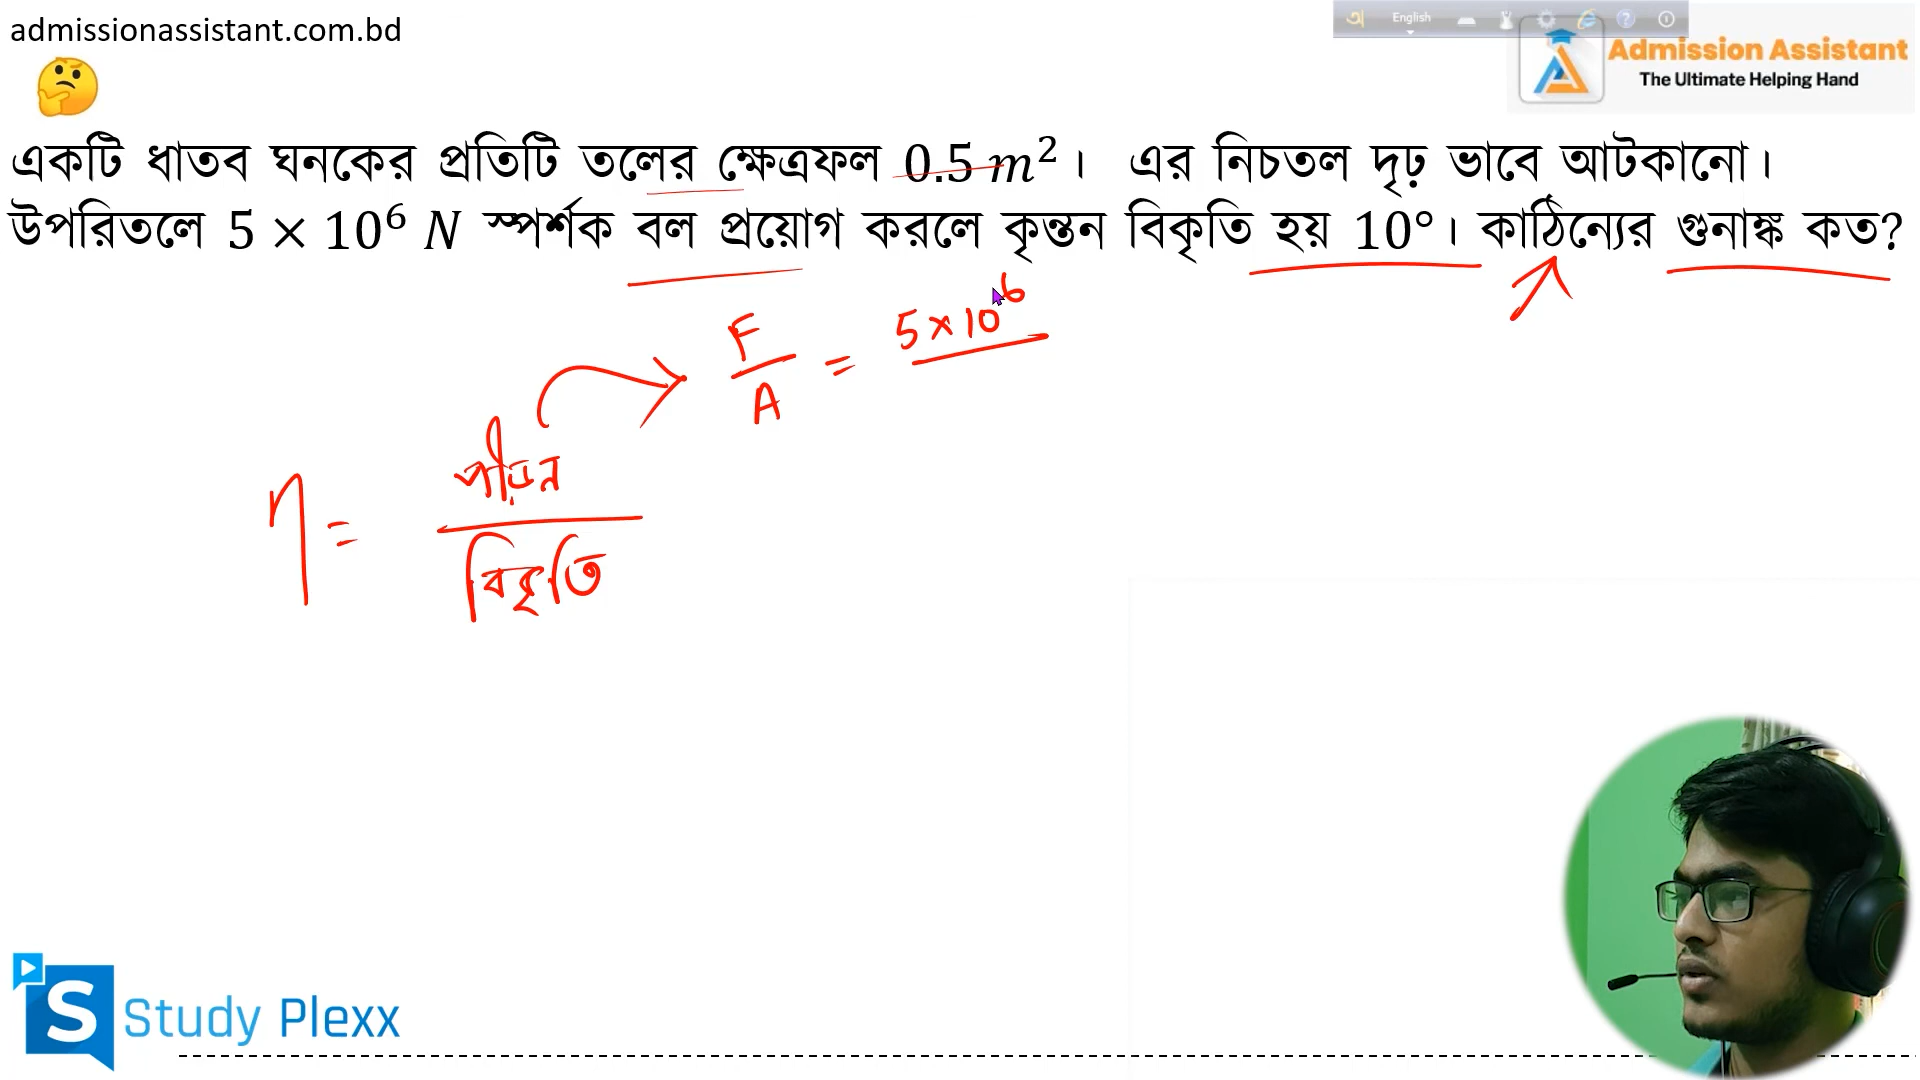 admissionassistant.com.bd
English
Admission Assistant
The Ultimate Helping Hand
একটি ধাতব ঘনকের প্রতিটি তলের ক্ষেত্রফল 0.5 m²। এর নিচতল দৃঢ় ভাবে আটকানো।
উপরিতলে 5 × 10⁶ N স্পর্শক বল প্রয়োগ করলে কৃন্তন বিকৃতি হয় 10°। কাঠিন্যের গুনাঙ্ক কত?
F/A = 5×10⁶
η = পীড়ন/বিকৃতি
S Study Plexx